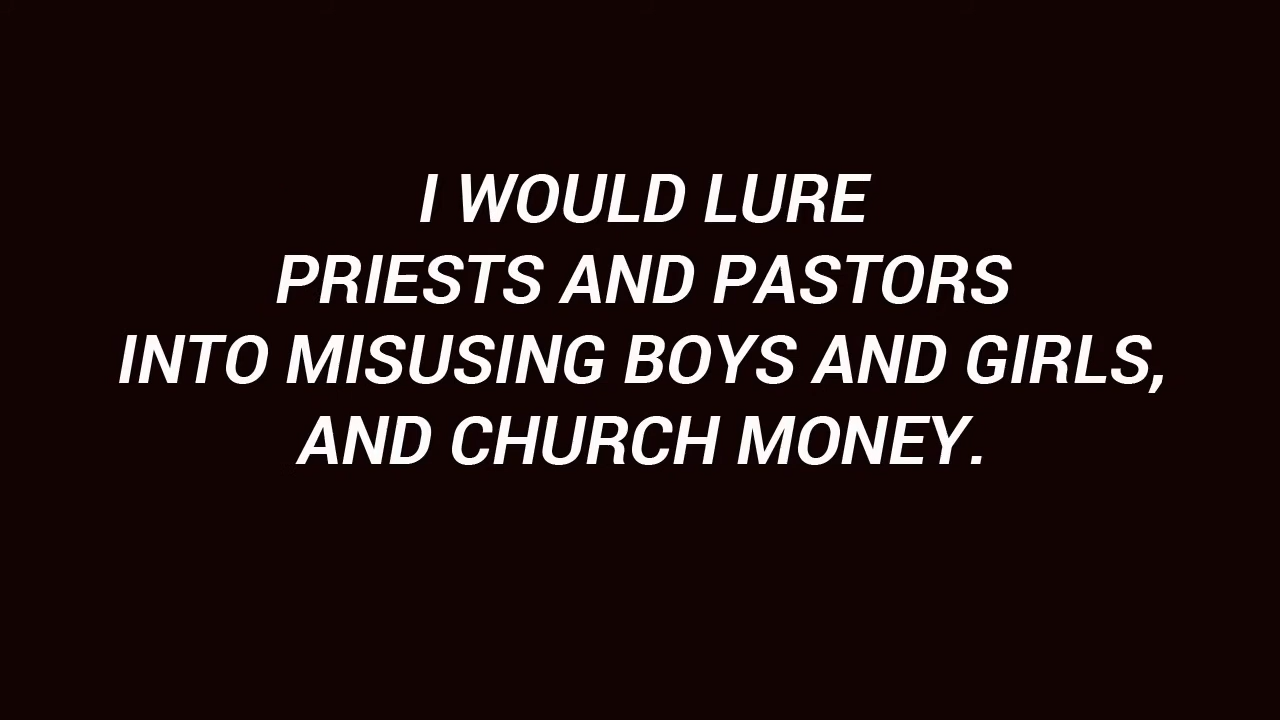 I WOULD LURE
PRIESTS AND PASTORS
INTO MISUSING BOYS AND GIRLS,
AND CHURCH MONEY.